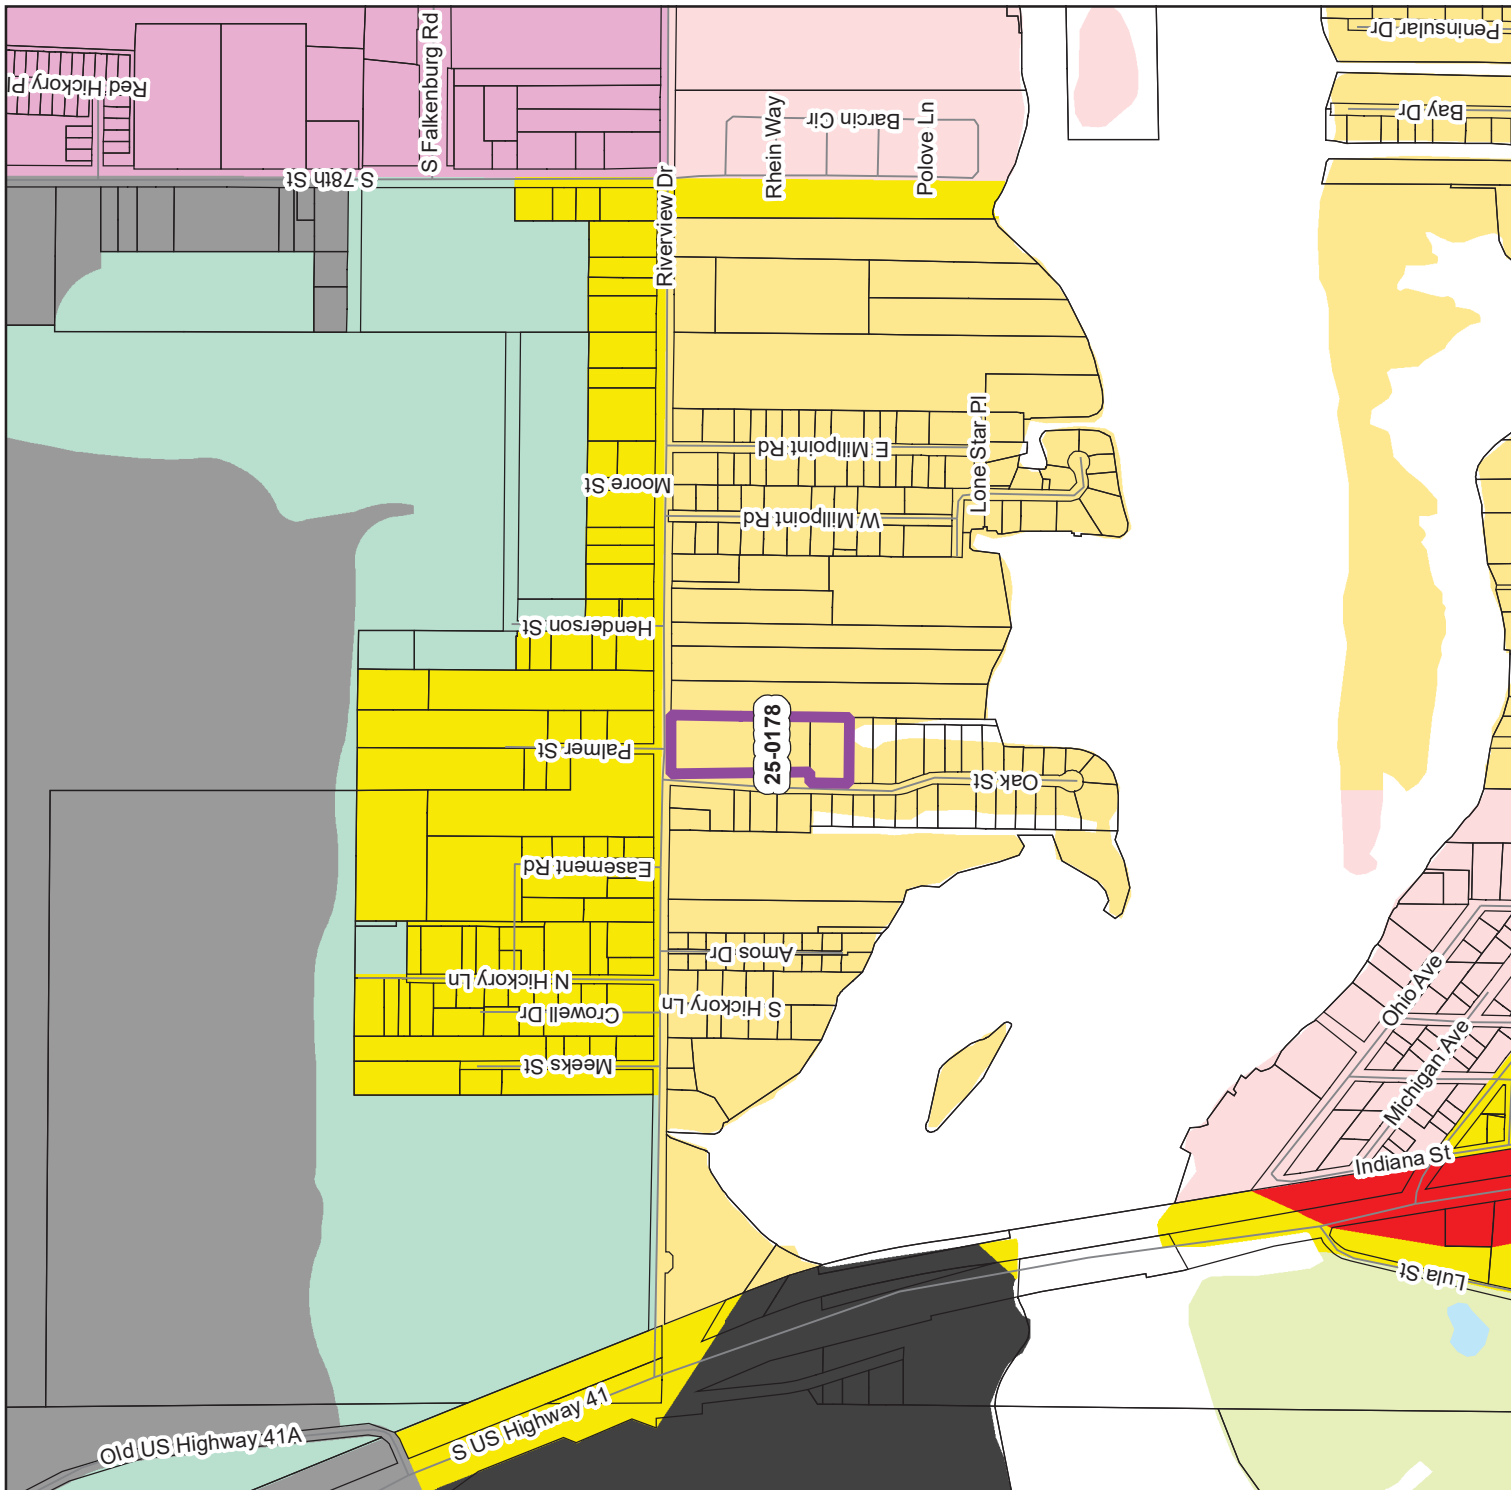 Peninsular Dr
S Falkenburg Rd
Red Hickory Pl
Bay Dr
Rhein Way
Barcin Cir
Polove Ln
S 78th St
Riverview Dr
E Millpoint Rd
Lone Star Pl
Moore St
W Millpoint Rd
Henderson St
25-0178
Palmer St
Oak St
Easement Rd
Amos Dr
N Hickory Ln
S Hickory Ln
Crowell Dr
Ohio Ave
Meeks St
Michigan Ave
Indiana St
Lula St
S US Highway 41
Old US Highway 41A